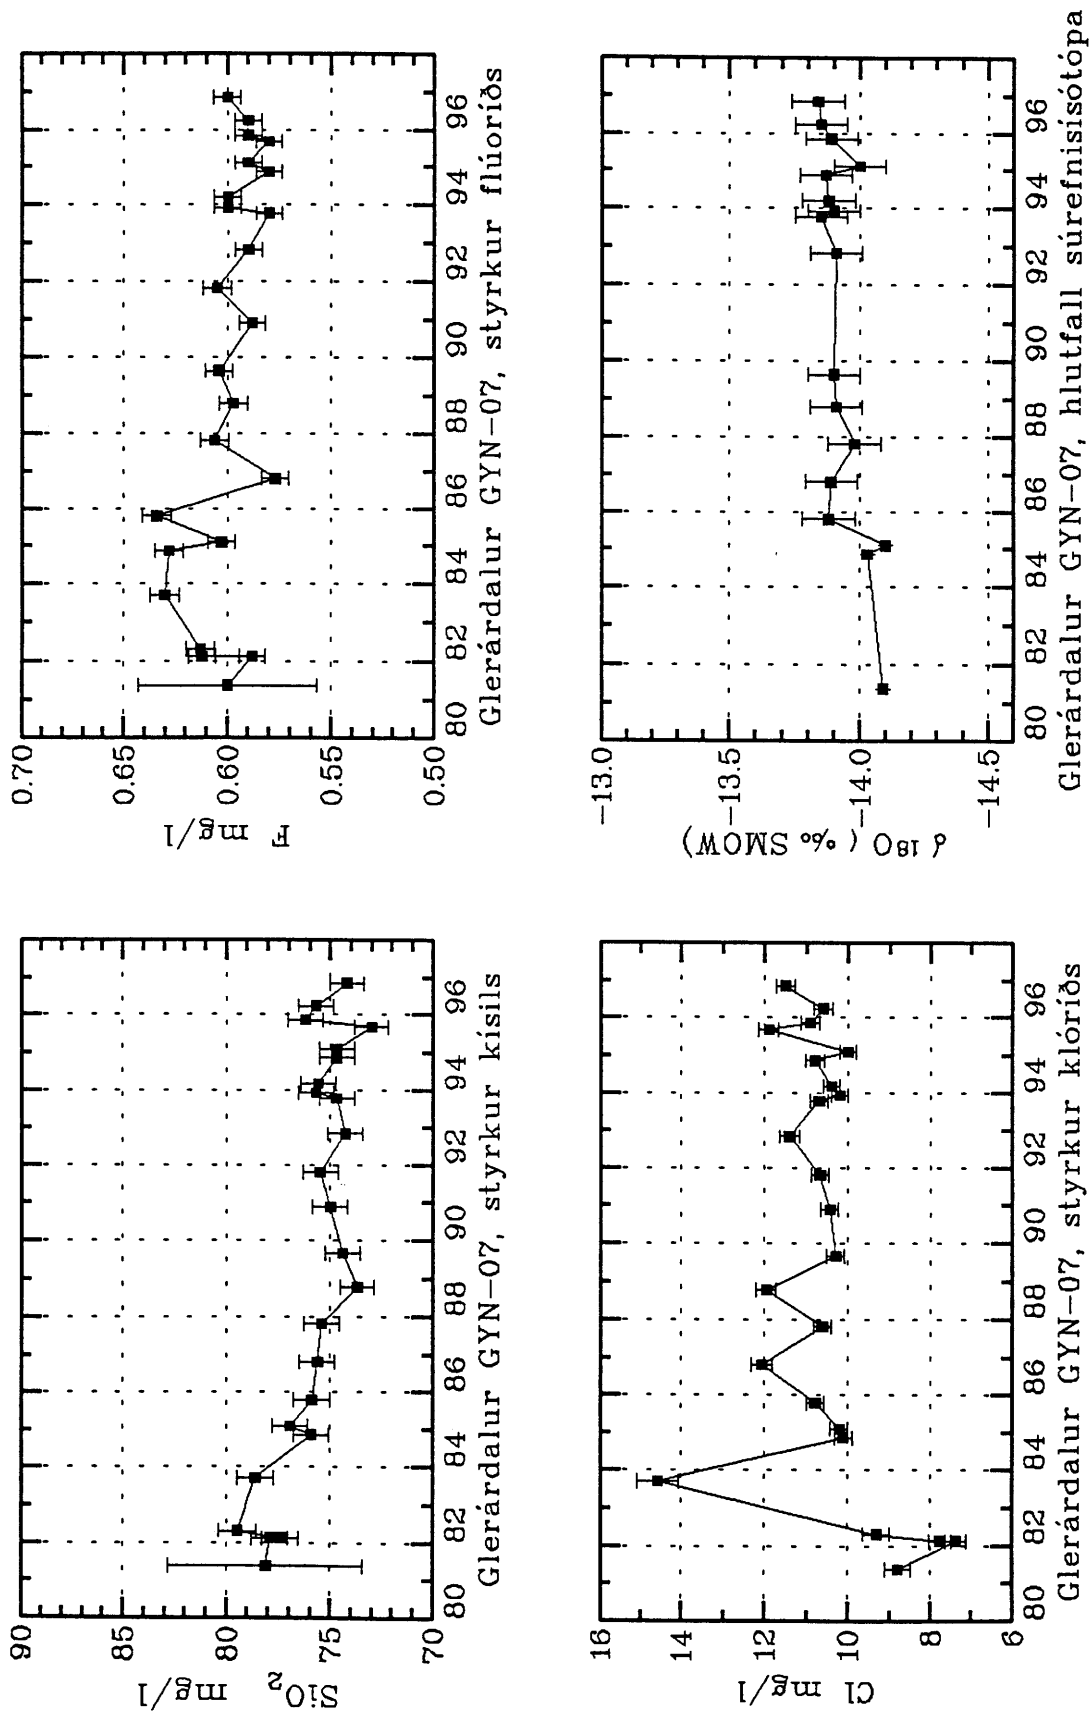 SiO₂ mg/l
90
85
80
75
70
80 82 84 86 88 90 92 94 96
Glerárdalur GYN-07, styrkur kísils
F mg/l
0.70
0.65
0.60
0.55
0.50
80 82 84 86 88 90 92 94 96
Glerárdalur GYN-07, styrkur flúoríðs
Cl mg/l
16
14
12
10
8
6
80 82 84 86 88 90 92 94 96
Glerárdalur GYN-07, styrkur klóríðs
δ ¹⁸O (‰ SMOW)
-13.0
-13.5
-14.0
-14.5
80 82 84 86 88 90 92 94 96
Glerárdalur GYN-07, hlutfall súrefnisísótópa